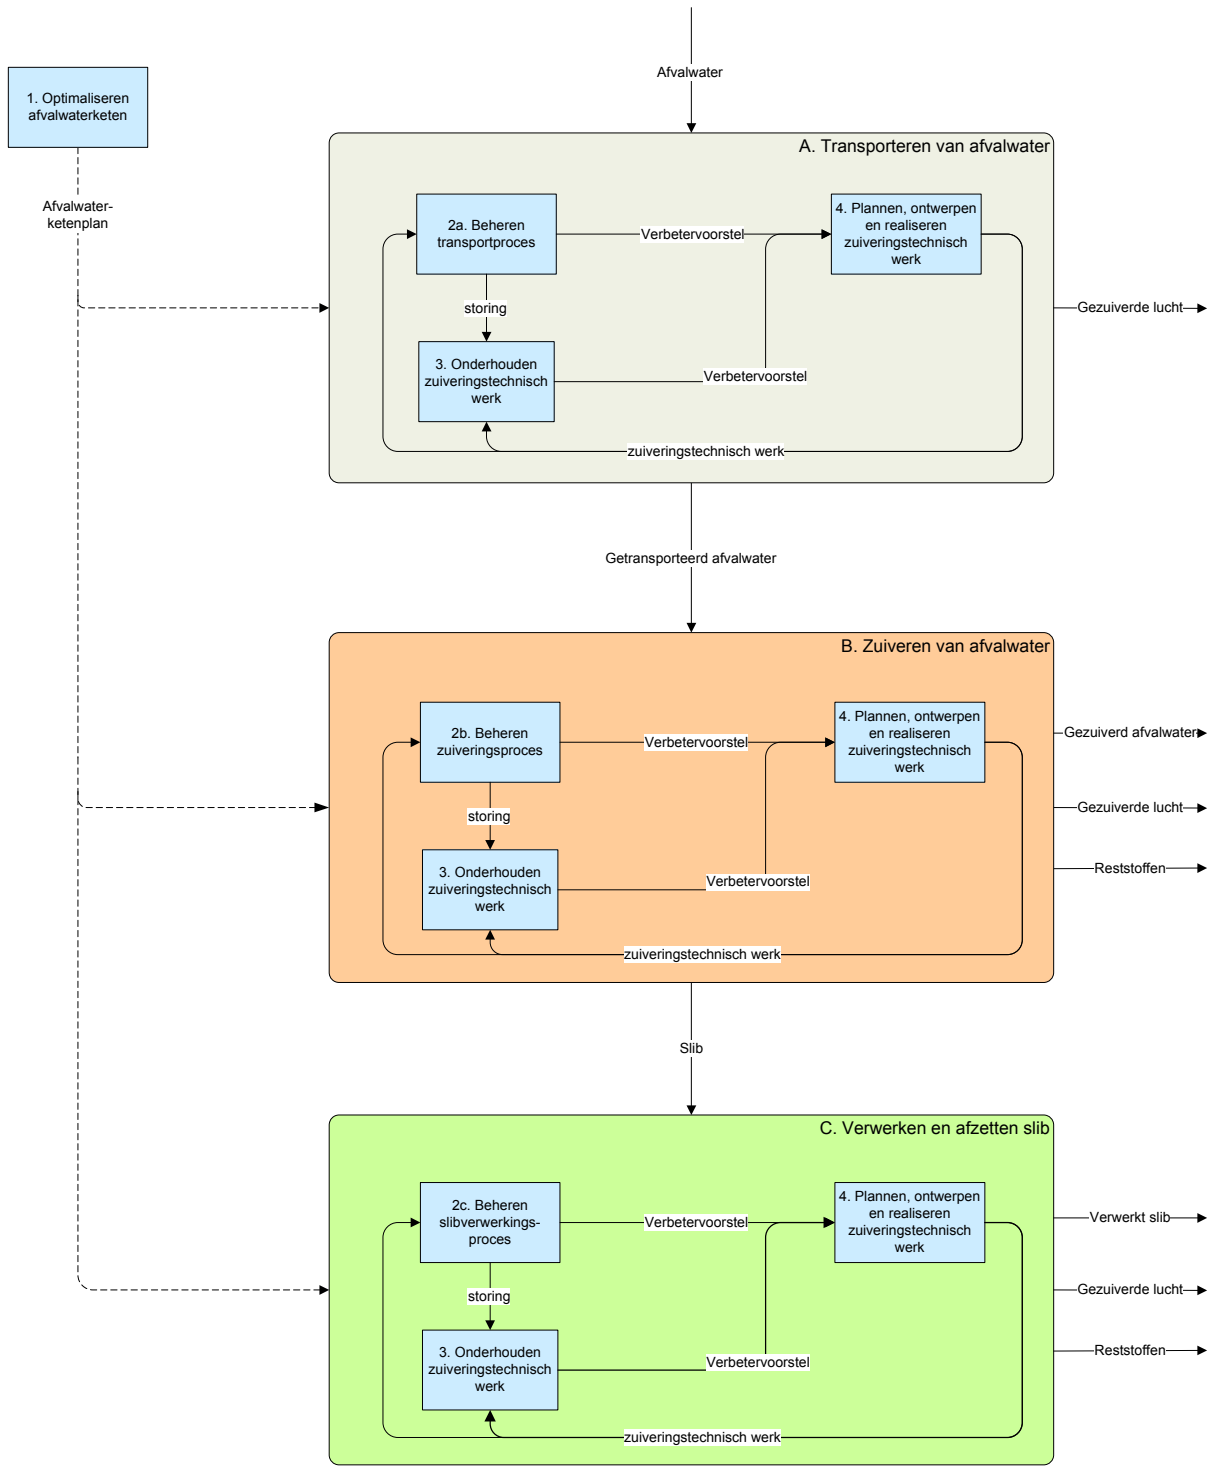 Afvalwater
1. Optimaliseren
afvalwaterketen
Afvalwater-
ketenplan
A. Transporteren van afvalwater
2a. Beheren
transportproces
Verbetervoorstel
4. Plannen, ontwerpen
en realiseren
zuiveringstechnisch
werk
storing
Gezuiverde lucht
3. Onderhouden
zuiveringstechnisch
werk
Verbetervoorstel
zuiveringstechnisch werk
Getransporteerd afvalwater
B. Zuiveren van afvalwater
2b. Beheren
zuiveringsproces
Verbetervoorstel
4. Plannen, ontwerpen
en realiseren
zuiveringstechnisch
werk
Gezuiverd afvalwater
storing
Gezuiverde lucht
3. Onderhouden
zuiveringstechnisch
werk
Verbetervoorstel
Reststoffen
zuiveringstechnisch werk
Slib
C. Verwerken en afzetten slib
2c. Beheren
slibverwerkings-
proces
Verbetervoorstel
4. Plannen, ontwerpen
en realiseren
zuiveringstechnisch
werk
Verwerkt slib
storing
Gezuiverde lucht
3. Onderhouden
zuiveringstechnisch
werk
Verbetervoorstel
Reststoffen
zuiveringstechnisch werk